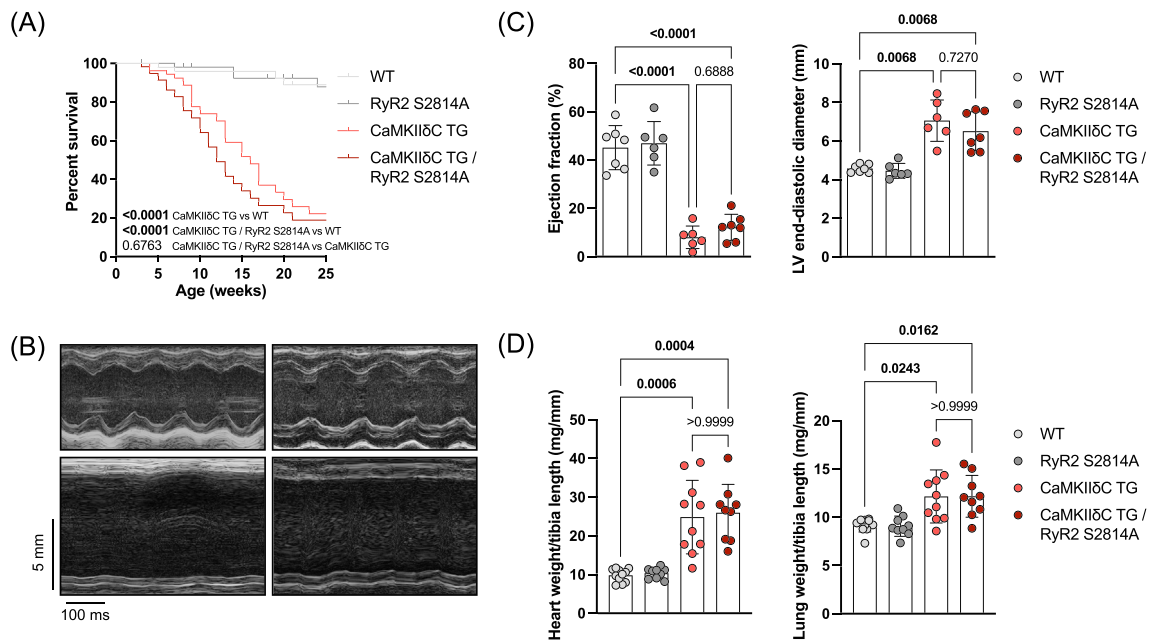 (A)
Percent survival
100
80
60
40
20
0
<0.0001 CaMKIIδC TG vs WT
<0.0001 CaMKIIδC TG / RyR2 S2814A vs WT
0.6763 CaMKIIδC TG / RyR2 S2814A vs CaMKIIδC TG
0 5 10 15 20 25
Age (weeks)
WT
RyR2 S2814A
CaMKIIδC TG
CaMKIIδC TG /
RyR2 S2814A
(B)
5 mm
100 ms
(C)
Ejection fraction (%)
80
60
40
20
0
<0.0001
<0.0001
0.6888
LV end-diastolic diameter (mm)
10
8
6
4
2
0
0.0068
0.0068
0.7270
WT
RyR2 S2814A
CaMKIIδC TG
CaMKIIδC TG /
RyR2 S2814A
(D)
Heart weight/tibia length (mg/mm)
50
40
30
20
10
0
0.0004
0.0006
>0.9999
Lung weight/tibia length (mg/mm)
20
15
10
5
0
0.0162
0.0243
>0.9999
WT
RyR2 S2814A
CaMKIIδC TG
CaMKIIδC TG /
RyR2 S2814A